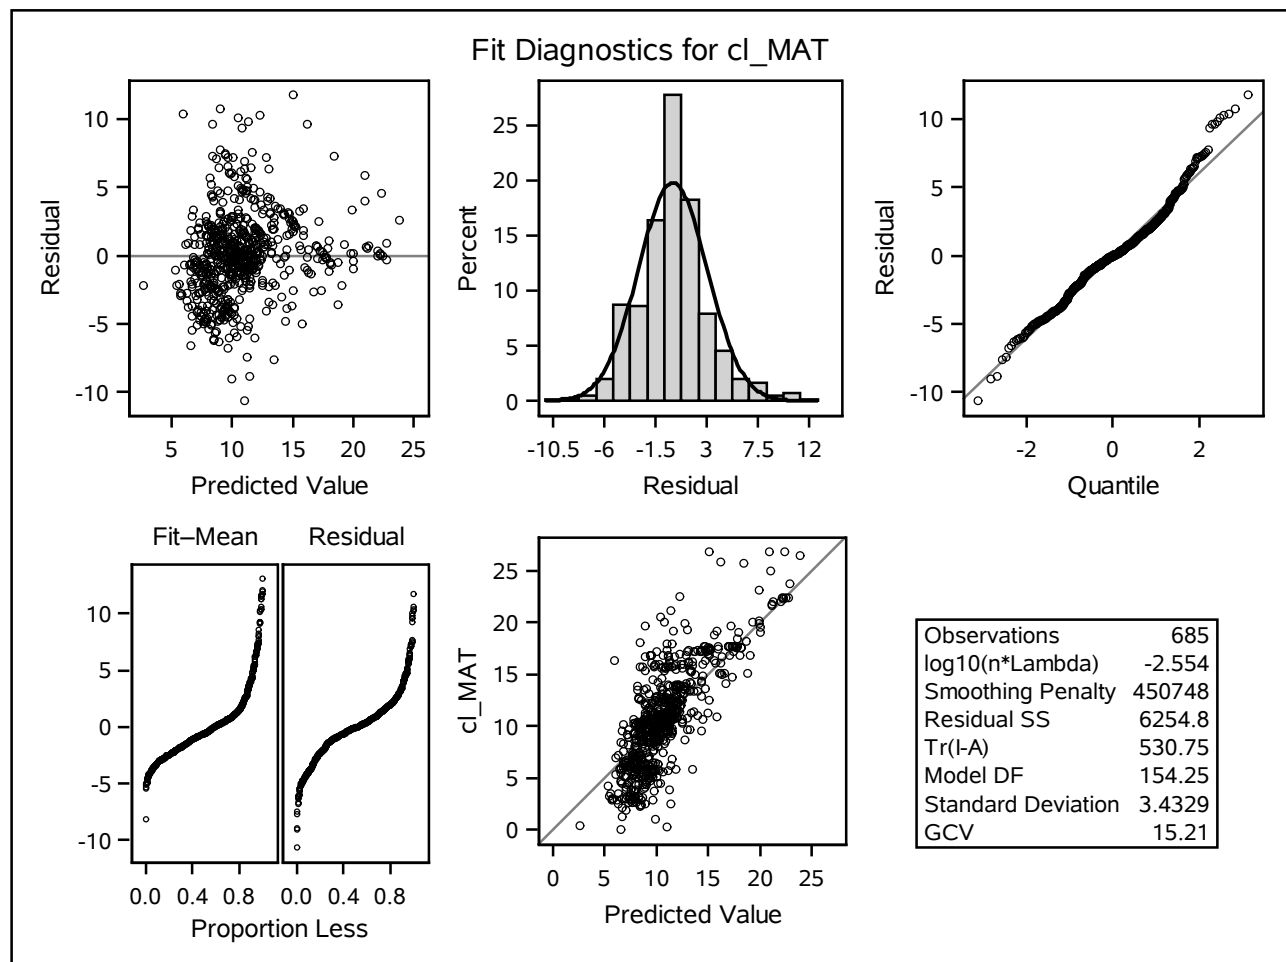 Fit Diagnostics for cl_MAT
Residual
10
5
0
-5
-10
5 10 15 20 25
Predicted Value
Percent
25
20
15
10
5
0
-10.5 -6 -1.5 3 7.5 12
Residual
Residual
10
5
0
-5
-10
-2 0 2
Quantile
Fit–Mean Residual
10
5
0
-5
-10
0.0 0.4 0.8 0.0 0.4 0.8
Proportion Less
cl_MAT
25
20
15
10
5
0
0 5 10 15 20 25
Predicted Value
Observations 685
log10(n*Lambda) -2.554
Smoothing Penalty 450748
Residual SS 6254.8
Tr(I-A) 530.75
Model DF 154.25
Standard Deviation 3.4329
GCV 15.21